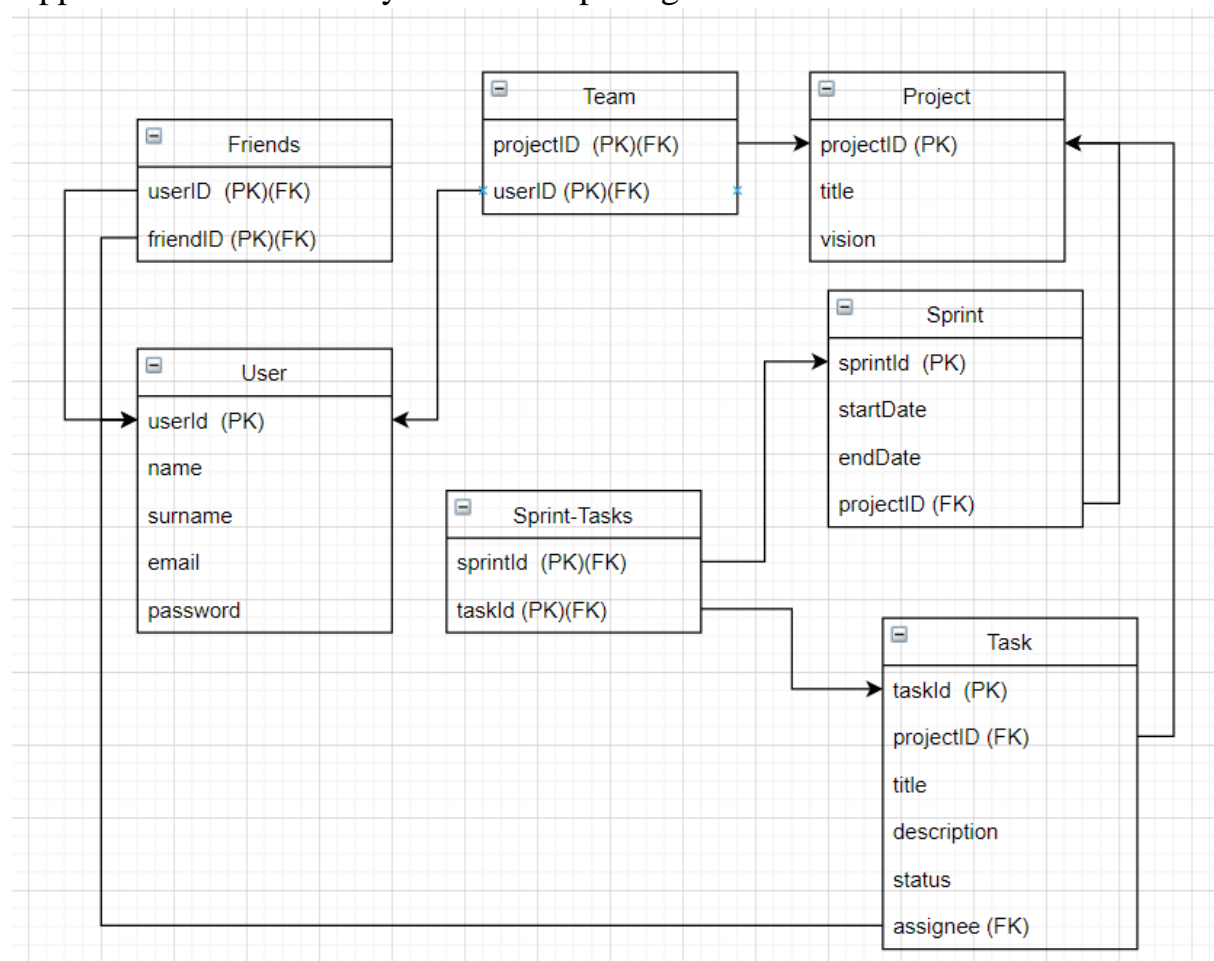 Team
projectID (PK)(FK)
userID (PK)(FK)
Project
projectID (PK)
title
vision
Friends
userID (PK)(FK)
friendID (PK)(FK)
Sprint
sprintId (PK)
startDate
endDate
projectID (FK)
User
userId (PK)
name
surname
email
password
Sprint-Tasks
sprintId (PK)(FK)
taskId (PK)(FK)
Task
taskId (PK)
projectID (FK)
title
description
status
assignee (FK)